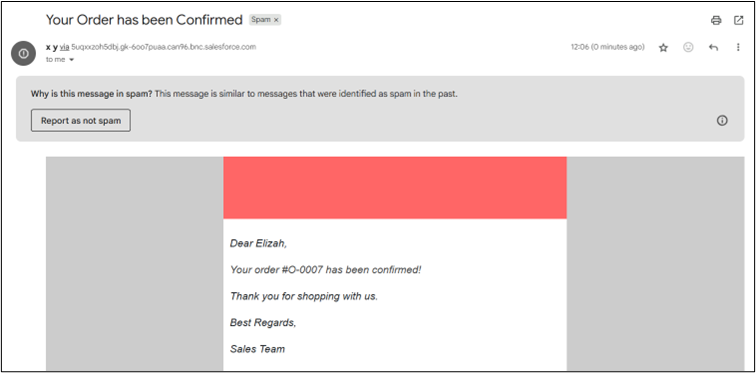 Your Order has been Confirmed Spam ×
x y via 5uqxxzoh5dbj.gk-6oo7puaa.can96.bnc.salesforce.com 12:06 (0 minutes ago)
to me
Why is this message in spam? This message is similar to messages that were identified as spam in the past.
Report as not spam
Dear Elizah,
Your order #O-0007 has been confirmed!
Thank you for shopping with us.
Best Regards,
Sales Team